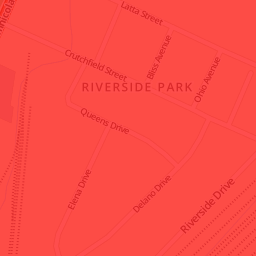 Latta Street
Crutchfield Street
Bliss Avenue
Ohio Avenue
RIVERSIDE PARK
Queens Drive
Elena Drive
Delano Drive
Riverside Drive